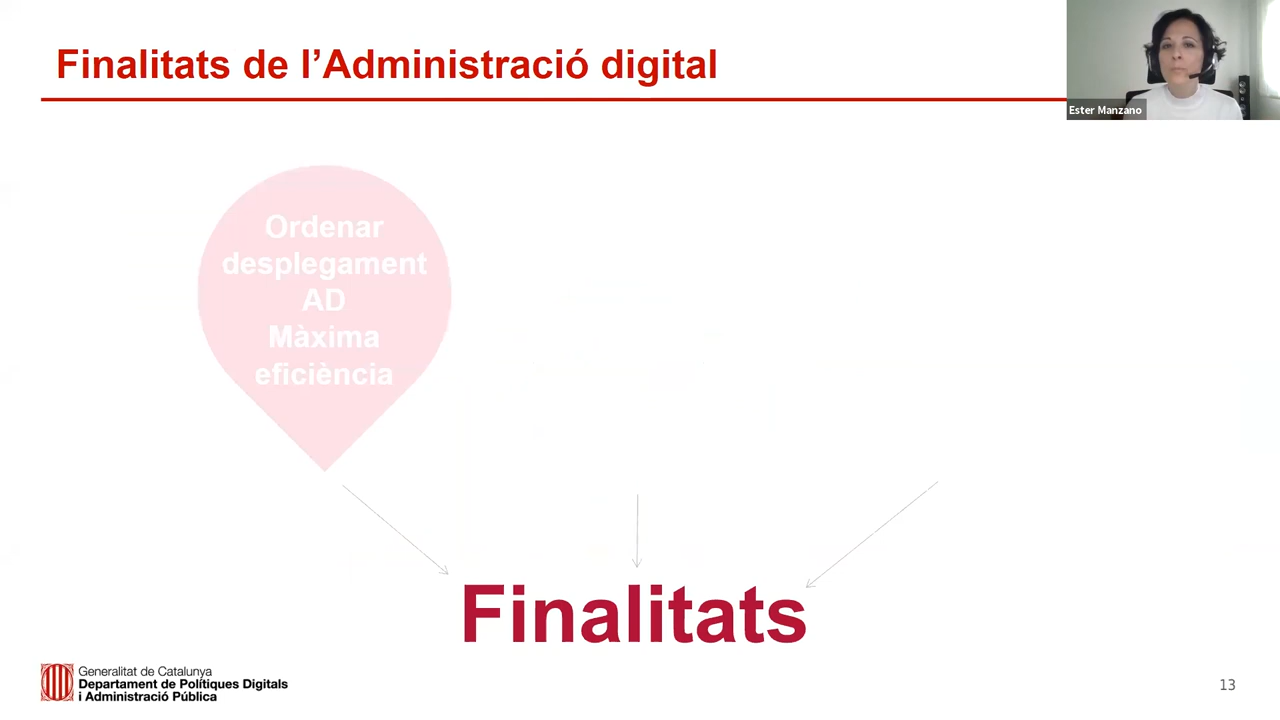 Finalitats de l’Administració digital
Ester Manzano
Ordenar
desplegament
AD
Màxima
eficiència
Finalitats
Generalitat de Catalunya
Departament de Polítiques Digitals
i Administració Pública
13